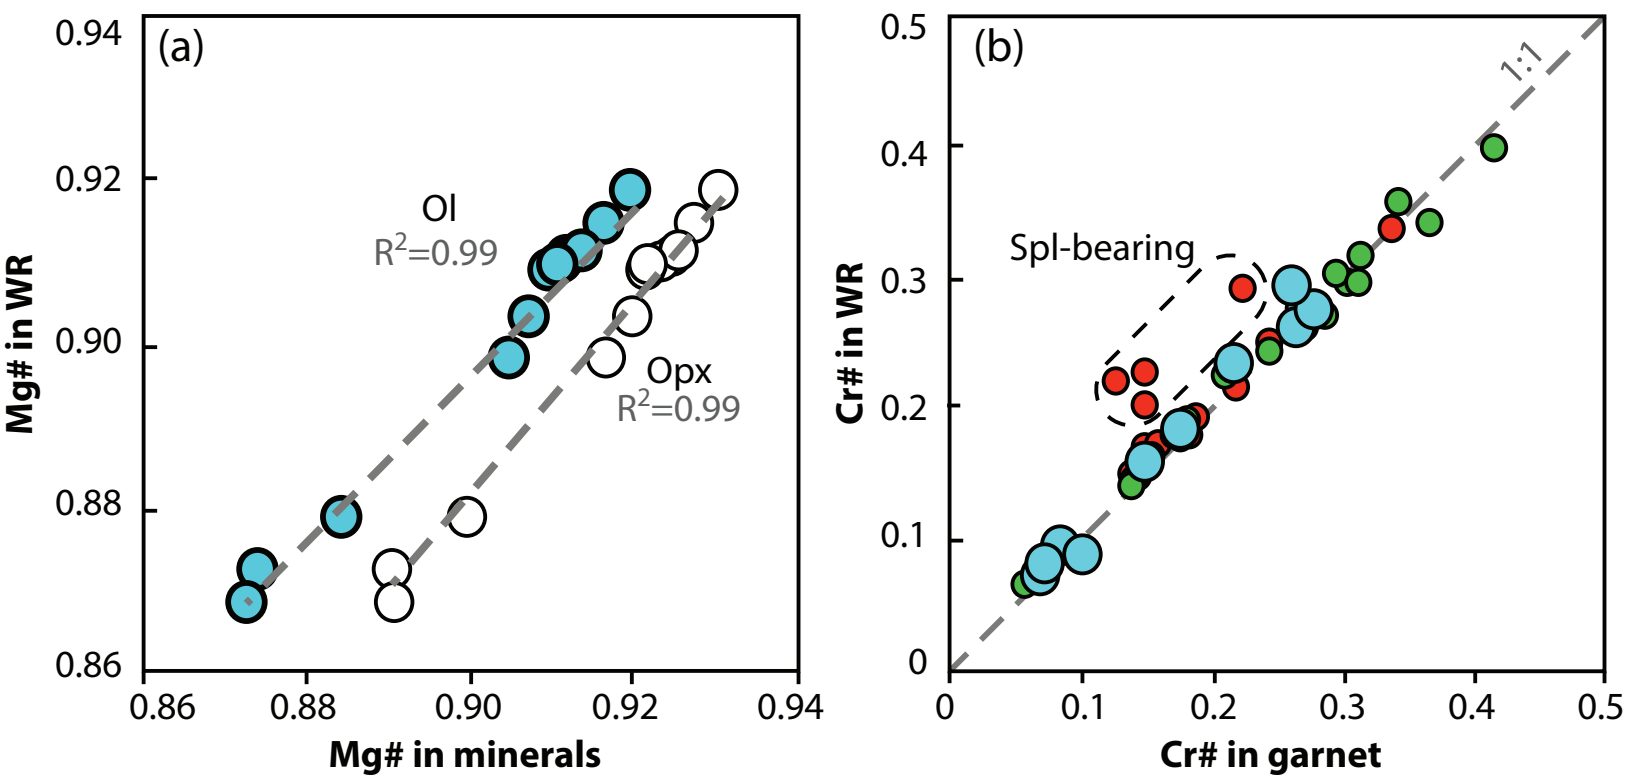 (a)
0.94
0.92
0.90
0.88
0.86
Mg# in WR
Ol
R²=0.99
Opx
R²=0.99
0.86 0.88 0.90 0.92 0.94
Mg# in minerals
(b)
0.5
0.4
0.3
0.2
0.1
0
Cr# in WR
1:1
Spl-bearing
0 0.1 0.2 0.3 0.4 0.5
Cr# in garnet